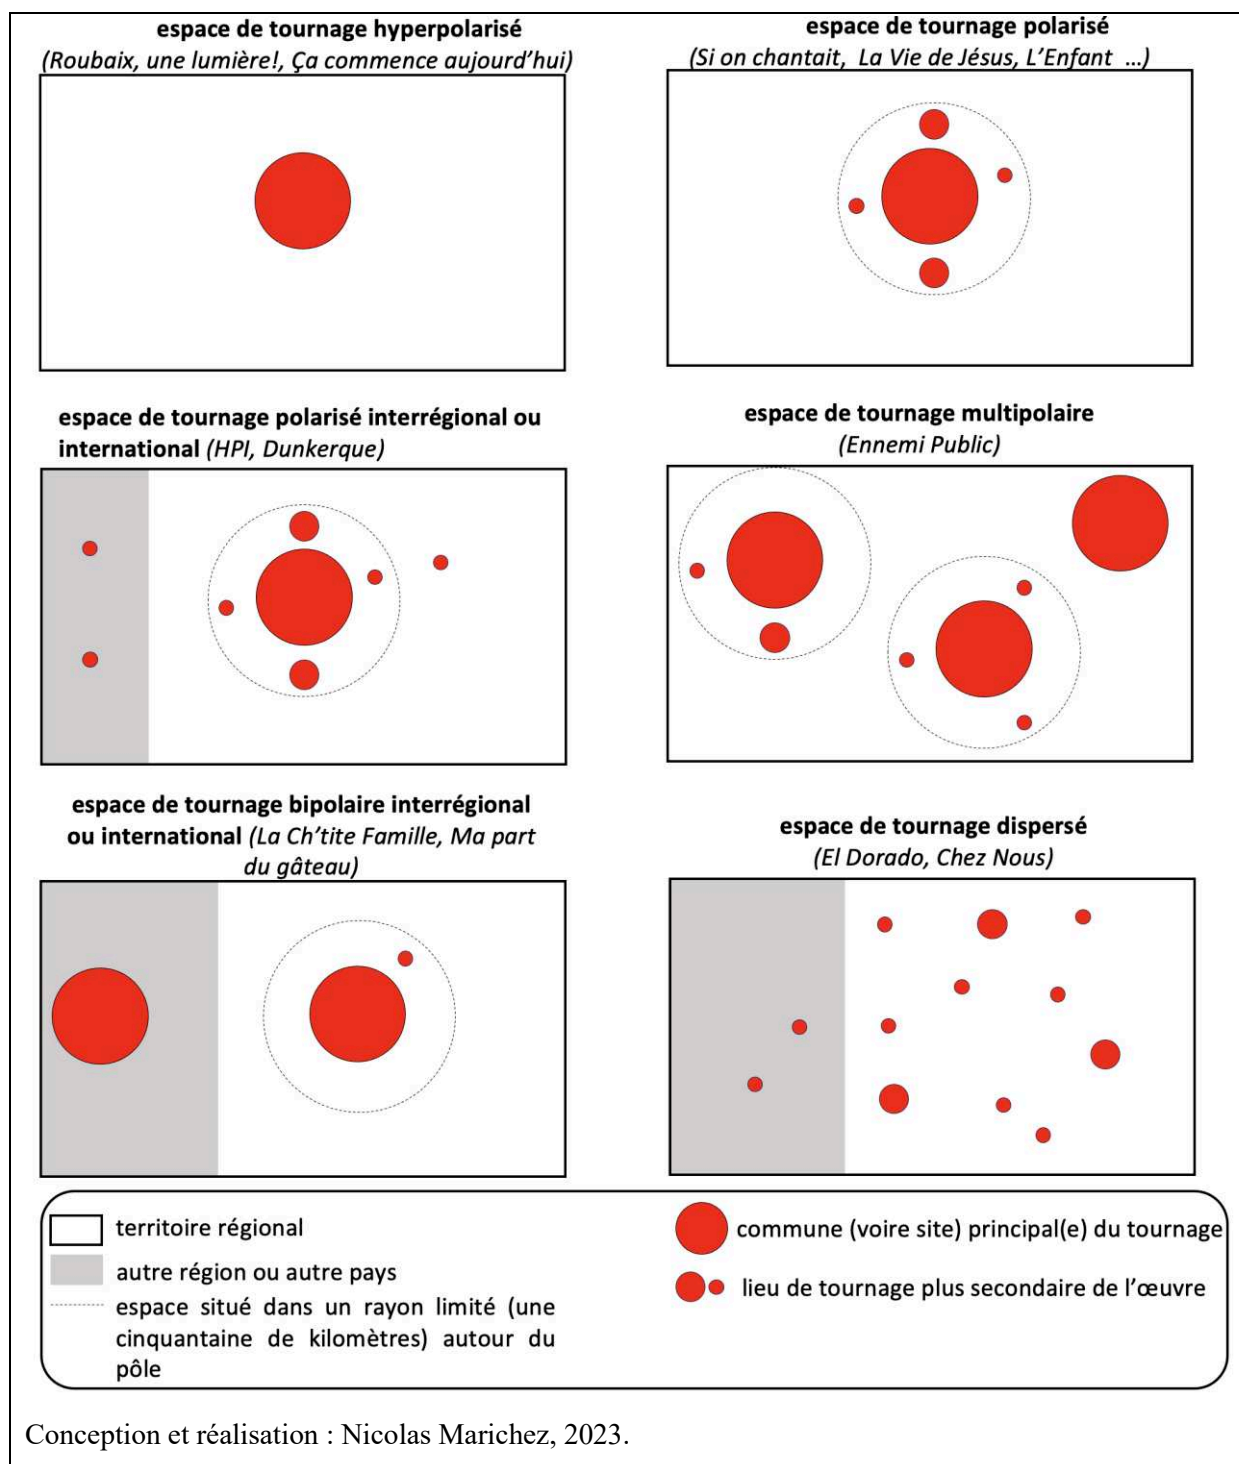 espace de tournage hyperpolarisé
(Roubaix, une lumière!, Ça commence aujourd'hui)
espace de tournage polarisé
(Si on chantait, La Vie de Jésus, L'Enfant ...)
espace de tournage polarisé interrégional ou
international (HPI, Dunkerque)
espace de tournage multipolaire
(Ennemi Public)
espace de tournage bipolaire interrégional
ou international (La Ch'tite Famille, Ma part
du gâteau)
espace de tournage dispersé
(El Dorado, Chez Nous)
territoire régional
autre région ou autre pays
espace situé dans un rayon limité (une
cinquantaine de kilomètres) autour du
pôle
commune (voire site) principal(e) du tournage
lieu de tournage plus secondaire de l'œuvre
Conception et réalisation : Nicolas Marichez, 2023.